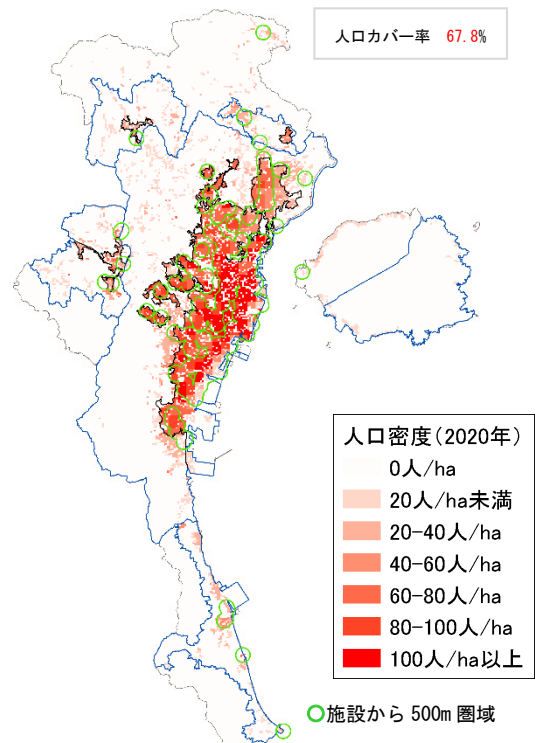 人口カバー率 67.8%
人口密度(2020年)
0人/ha
20人/ha未満
20-40人/ha
40-60人/ha
60-80人/ha
80-100人/ha
100人/ha以上
施設から500m圏域